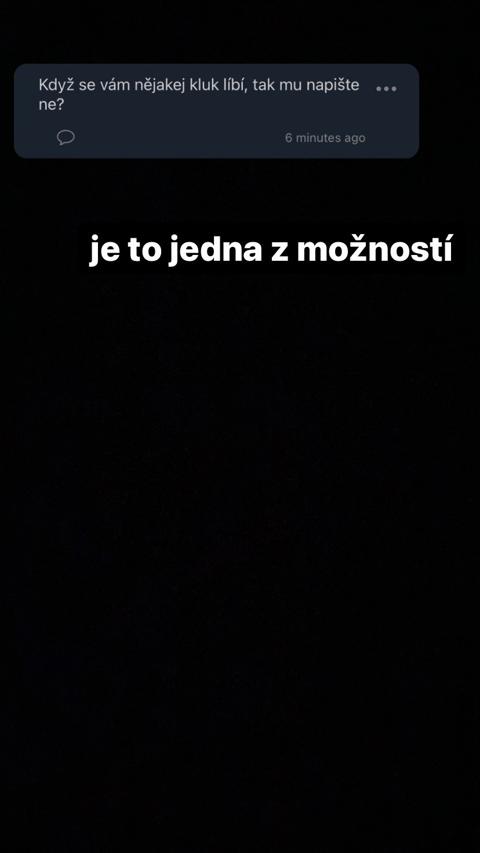 Když se vám nějakej kluk líbí, tak mu napište
ne?
6 minutes ago
je to jedna z možností